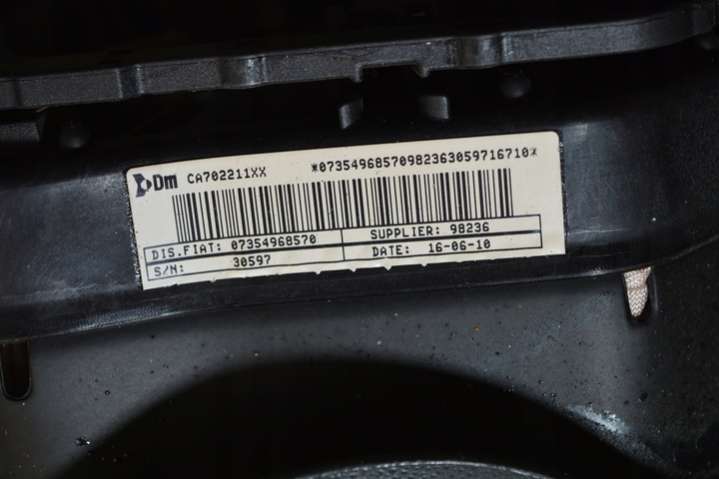 Dm CA702211XX *07354968570982363059716710*
DIS.FIAT: 07354968570 SUPPLIER: 98236
S/N: 30597 DATE: 16-06-10